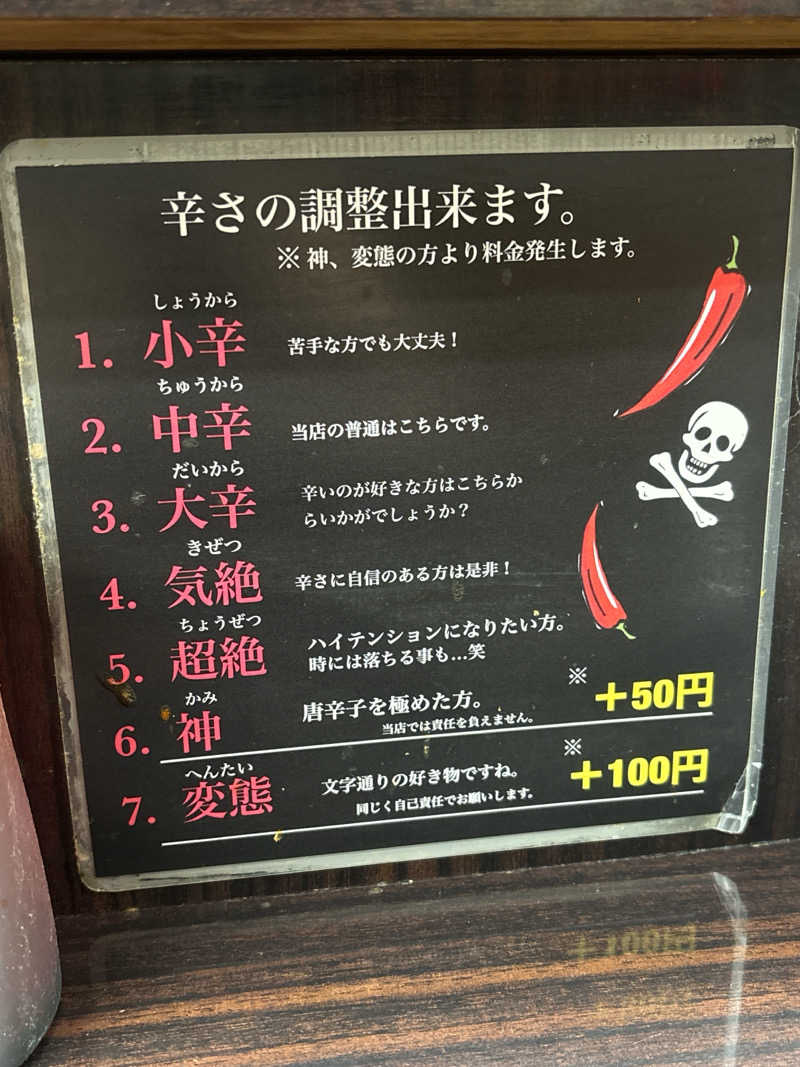 辛さの調整出来ます。
※ 神、変態の方より料金発生します。
しょうから
1. 小辛 苦手な方でも大丈夫！
ちゅうから
2. 中辛 当店の普通はこちらです。
だいから
3. 大辛 辛いのが好きな方はこちらか
らいかがでしょうか？
きぜつ
4. 気絶 辛さに自信のある方は是非！
ちょうぜつ
5. 超絶 ハイテンションになりたい方。
時には落ちる事も…笑
かみ
6. 神 唐辛子を極めた方。 ※ +50円
当店では責任を負えません。
へんたい
7. 変態 文字通りの好き物ですね。 ※ +100円
同じく自己責任でお願いします。